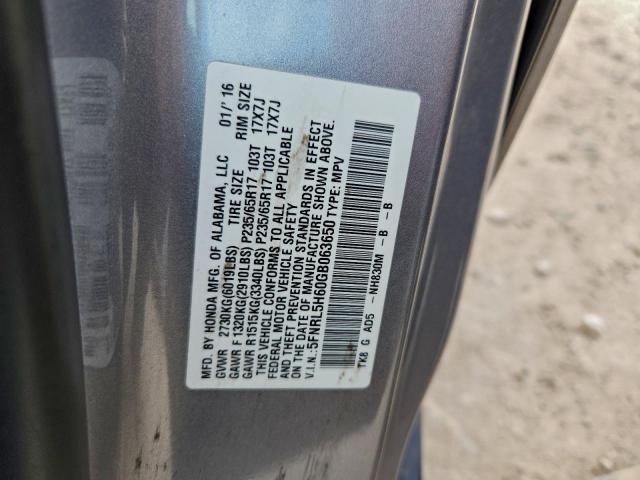 MFD. BY HONDA MFG. OF ALABAMA, LLC 01/'16
GVWR 2730KG(6019LBS) TIRE SIZE RIM SIZE
GAWR F 1320KG(2910LBS) P235/65R17 103T 17X7J
GAWR R1515KG(3340LBS) P235/65R17 103T 17X7J
THIS VEHICLE CONFORMS TO ALL APPLICABLE
FEDERAL MOTOR VEHICLE SAFETY
AND THEFT PREVENTION STANDARDS IN EFFECT
ON THE DATE OF MANUFACTURE SHOWN ABOVE.
V.I.N.:5FNRL5H60GB063650 TYPE: MPV
TK8 G AD5 - NH830M - B - B